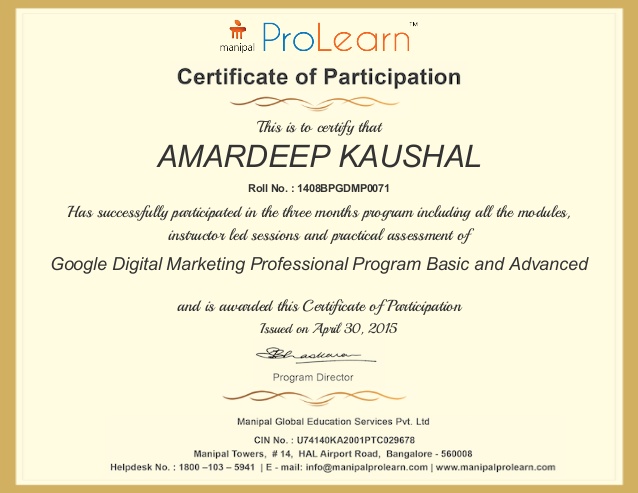 manipal ProLearn™
Certificate of Participation
This is to certify that
AMARDEEP KAUSHAL
Roll No. : 1408BPGDMP0071
Has successfully participated in the three months program including all the modules,
instructor led sessions and practical assessment of
Google Digital Marketing Professional Program Basic and Advanced
and is awarded this Certificate of Participation
Issued on April 30, 2015
Bhaskara
Program Director
Manipal Global Education Services Pvt. Ltd
CIN No. : U74140KA2001PTC029678
Manipal Towers, # 14, HAL Airport Road, Bangalore - 560008
Helpdesk No. : 1800 –103 – 5941 | E - mail: info@manipalprolearn.com | www.manipalprolearn.com